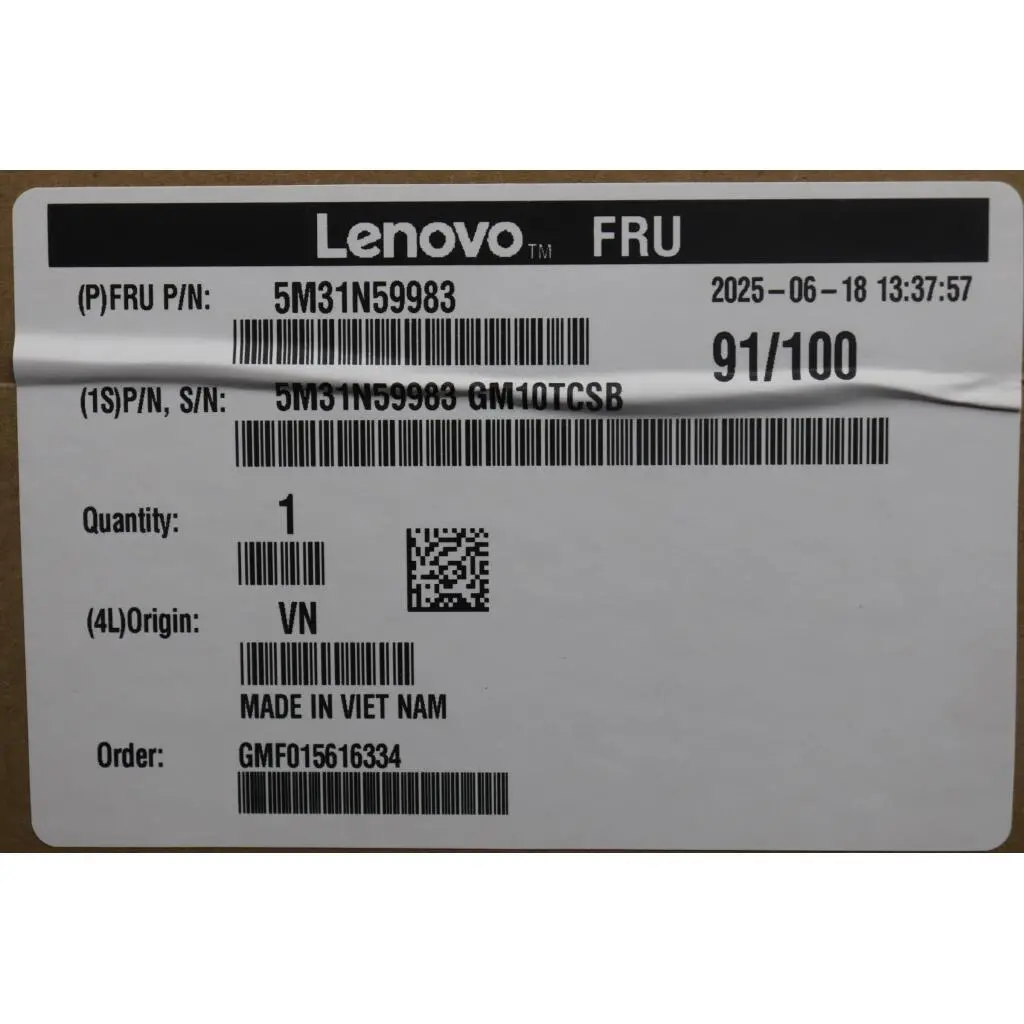 Lenovo™ FRU
(P)FRU P/N: 5M31N59983 2025-06-18 13:37:57
91/100
(1S)P/N, S/N: 5M31N59983 GM10TCSB
Quantity: 1
(4L)Origin: VN
MADE IN VIET NAM
Order: GMF015616334